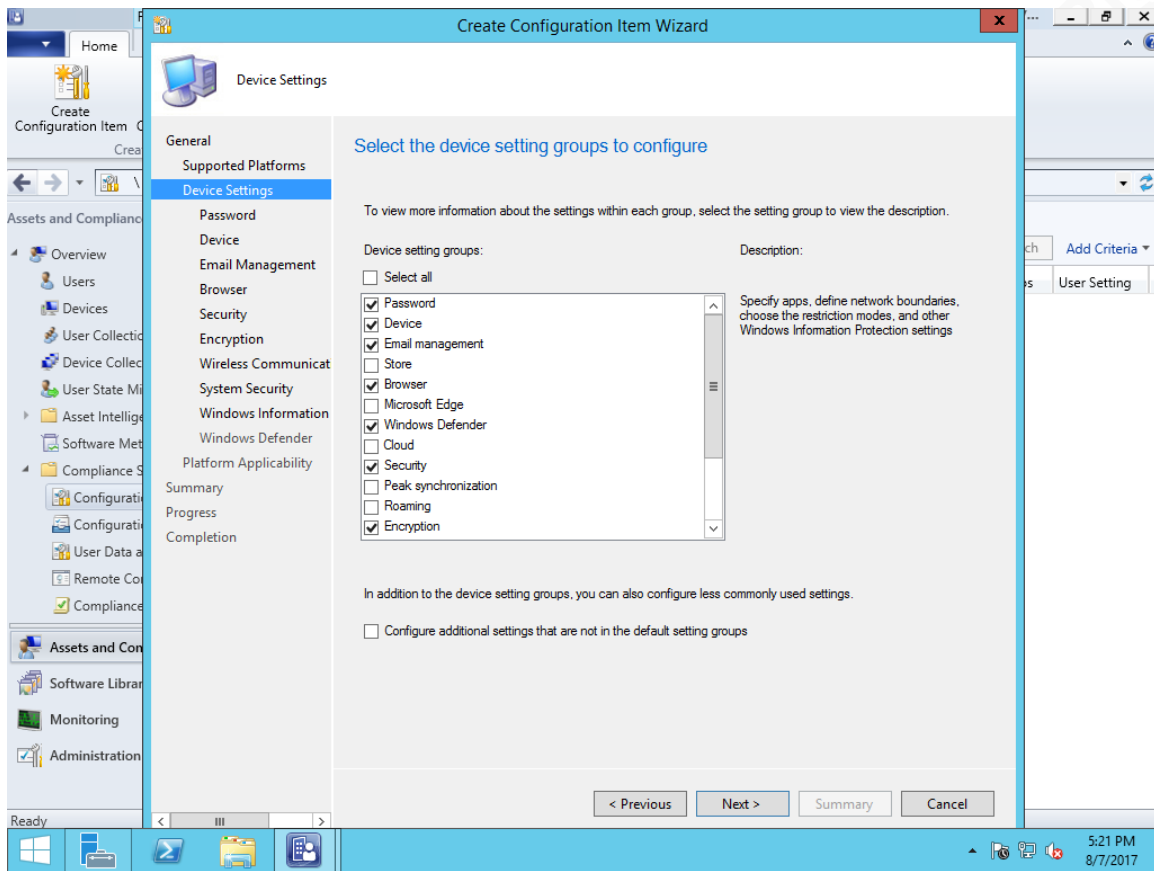 Create Configuration Item Wizard
x
Home
Create
Configuration Item
Crea
Assets and Complianc
Overview
Users
Devices
User Collectio
Device Collec
User State Mi
Asset Intellige
Software Met
Compliance S
Configurati
Configurati
User Data a
Remote Co
Compliance
Assets and Con
Software Librar
Monitoring
Administration
Ready
Device Settings
General
Supported Platforms
Device Settings
Password
Device
Email Management
Browser
Security
Encryption
Wireless Communicat
System Security
Windows Information
Windows Defender
Platform Applicability
Summary
Progress
Completion
Select the device setting groups to configure
To view more information about the settings within each group, select the setting group to view the description.
Device setting groups:
Select all
Password
Device
Email management
Store
Browser
Microsoft Edge
Windows Defender
Cloud
Security
Peak synchronization
Roaming
Encryption
Description:
Specify apps, define network boundaries,
choose the restriction modes, and other
Windows Information Protection settings
In addition to the device setting groups, you can also configure less commonly used settings.
Configure additional settings that are not in the default setting groups
< Previous
Next >
Summary
Cancel
ch
Add Criteria
User Setting
5:21 PM
8/7/2017